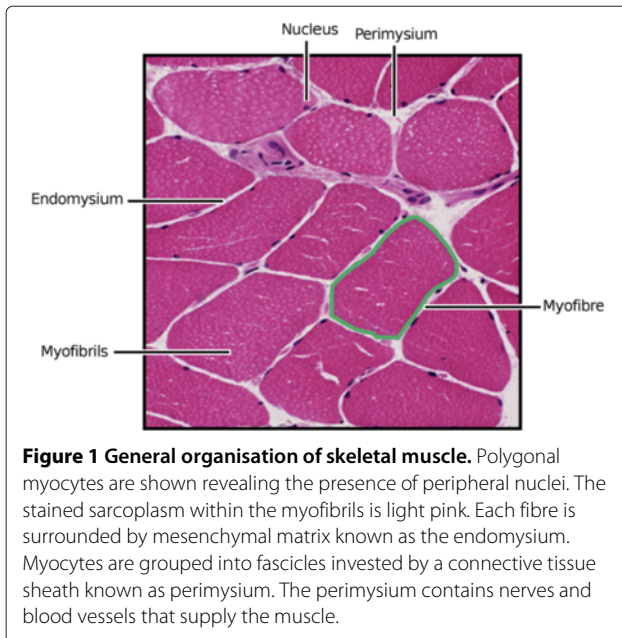 Nucleus Perimysium
Endomysium
Myofibre
Myofibrils
Figure 1 General organisation of skeletal muscle. Polygonal
myocytes are shown revealing the presence of peripheral nuclei. The
stained sarcoplasm within the myofibrils is light pink. Each fibre is
surrounded by mesenchymal matrix known as the endomysium.
Myocytes are grouped into fascicles invested by a connective tissue
sheath known as perimysium. The perimysium contains nerves and
blood vessels that supply the muscle.